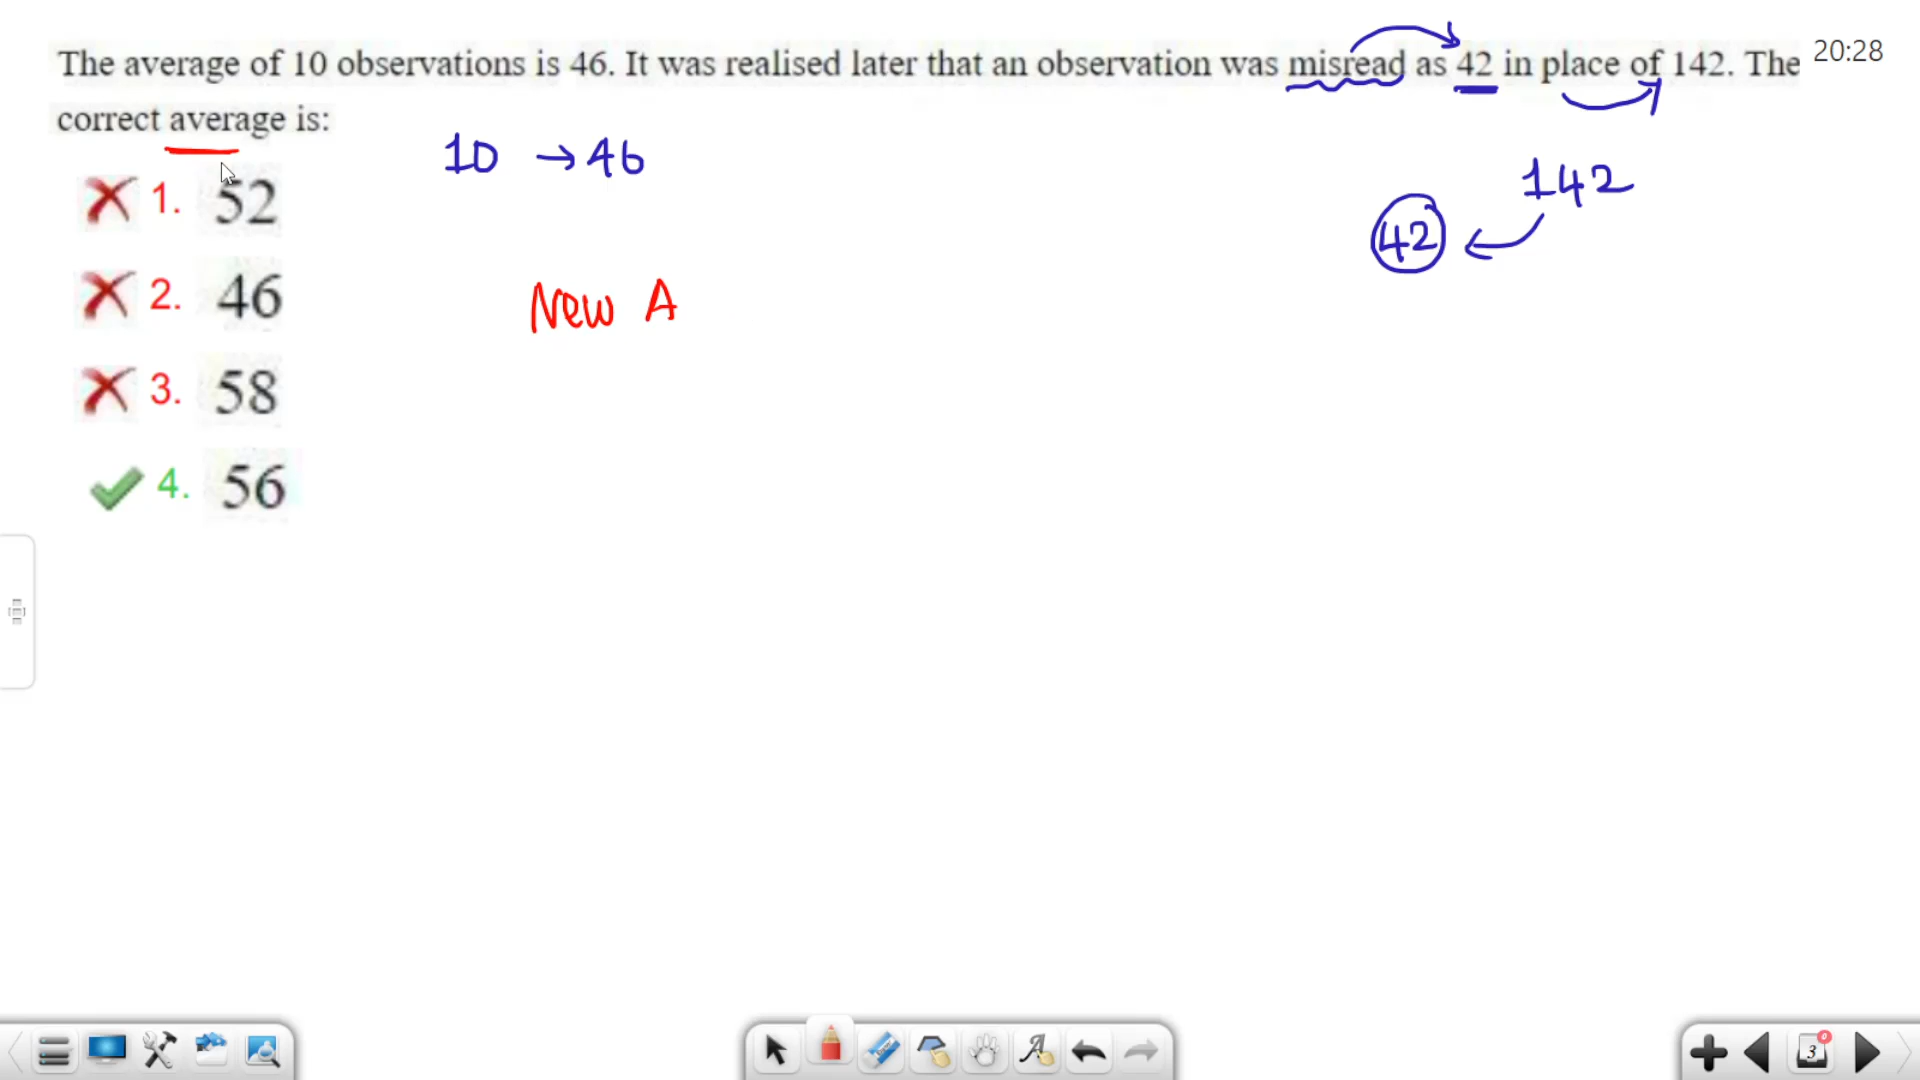 The average of 10 observations is 46. It was realised later that an observation was misread as 42 in place of 142. The
20:28
correct average is:
10 → 46
142
42
1. 52
2. 46
New A
3. 58
4. 56
3
0